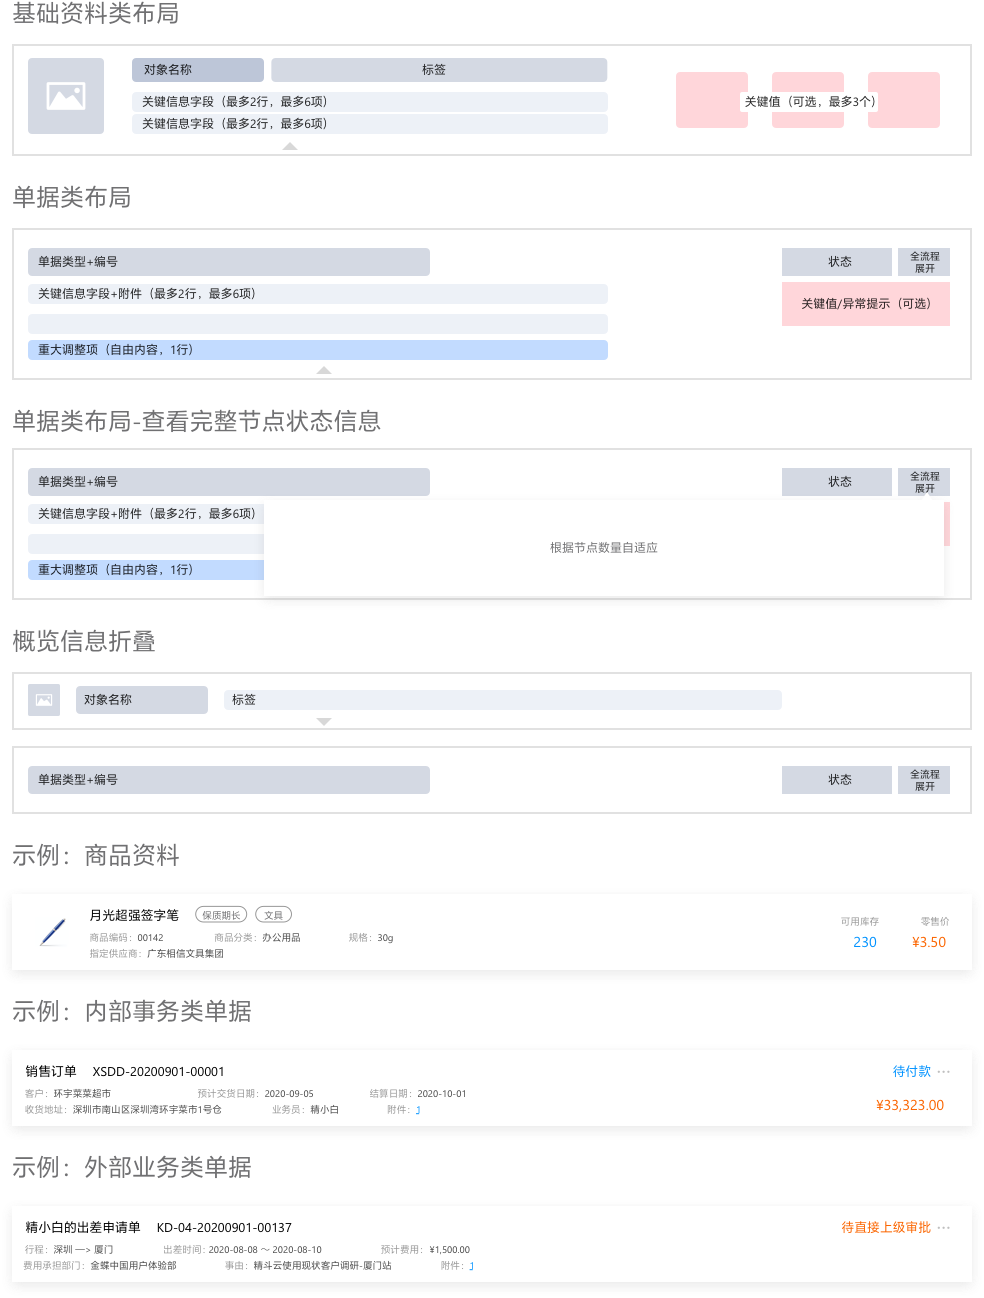 基础资料类布局
对象名称 标签
关键信息字段（最多2行，最多6项）
关键值（可选，最多3个）
关键信息字段（最多2行，最多6项）
单据类布局
单据类型+编号 状态 全流程展开
关键信息字段+附件（最多2行，最多6项） 关键值/异常提示（可选）
重大调整项（自由内容，1行）
单据类布局-查看完整节点状态信息
单据类型+编号 状态 全流程展开
关键信息字段+附件（最多2行，最多6项）
根据节点数量自适应
重大调整项（自由内容，1行）
概览信息折叠
对象名称 标签
单据类型+编号 状态 全流程展开
示例：商品资料
月光超强签字笔 保质期长 文具 可用库存 零售价
商品编码：00142 商品分类：办公用品 规格：30g 230 ¥3.50
指定供应商：广东相信文具集团
示例：内部事务类单据
销售订单 XSDD-20200901-00001 待付款 ···
客户：环宇菜菜超市 预计交货日期：2020-09-05 结算日期：2020-10-01
收货地址：深圳市南山区深圳湾环宇菜市1号仓 业务员：精小白 附件： ¥33,323.00
示例：外部业务类单据
精小白的出差申请单 KD-04-20200901-00137 待直接上级审批 ···
行程：深圳 —> 厦门 出差时间：2020-08-08 ～ 2020-08-10 预计费用：¥1,500.00
费用承担部门：金蝶中国用户体验部 事由：精斗云使用现状客户调研-厦门站 附件：